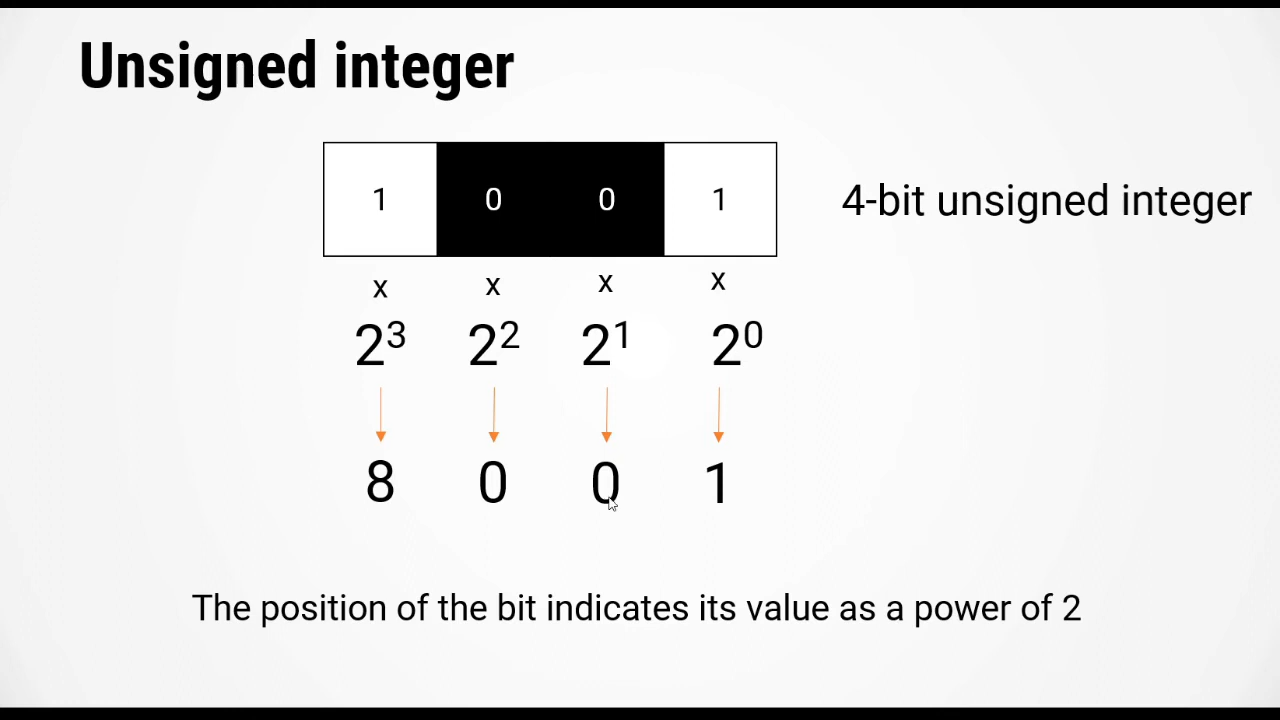 Unsigned integer
1 0 0 1
4-bit unsigned integer
x x x x
2³ 2² 2¹ 2⁰
8 0 0 1
The position of the bit indicates its value as a power of 2